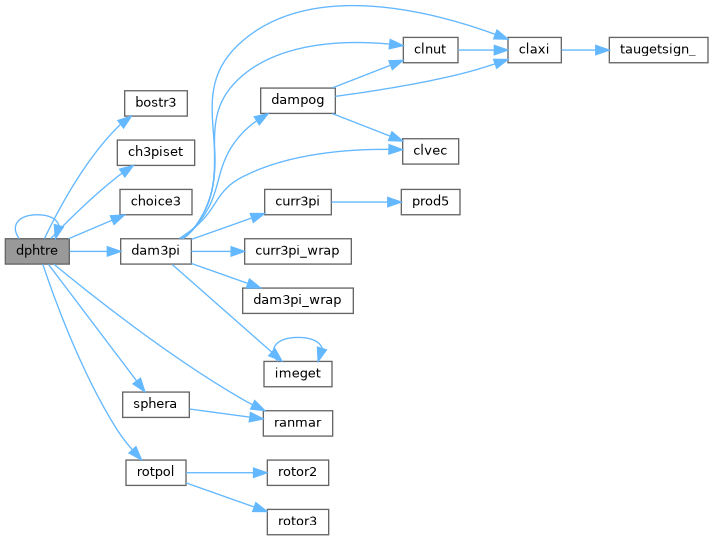 dphtre
bostr3
ch3piset
choice3
dam3pi
sphera
rotpol
dampog
curr3pi
curr3pi_wrap
dam3pi_wrap
imeget
ranmar
rotor2
rotor3
clnut
clvec
prod5
claxi
taugetsign_